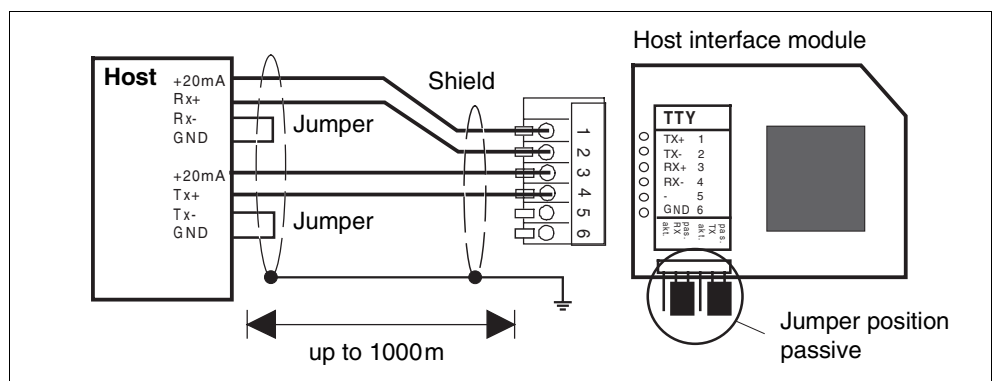 Host
+20mA
Rx+
Rx-
GND
Jumper
+20mA
Tx+
Tx-
GND
Jumper
Shield
1
2
3
4
5
6
up to 1000m
Host interface module
TTY
TX+ 1
TX- 2
RX+ 3
RX- 4
- 5
GND 6
akt.
RX
pas.
akt.
TX
pas.
Jumper position
passive